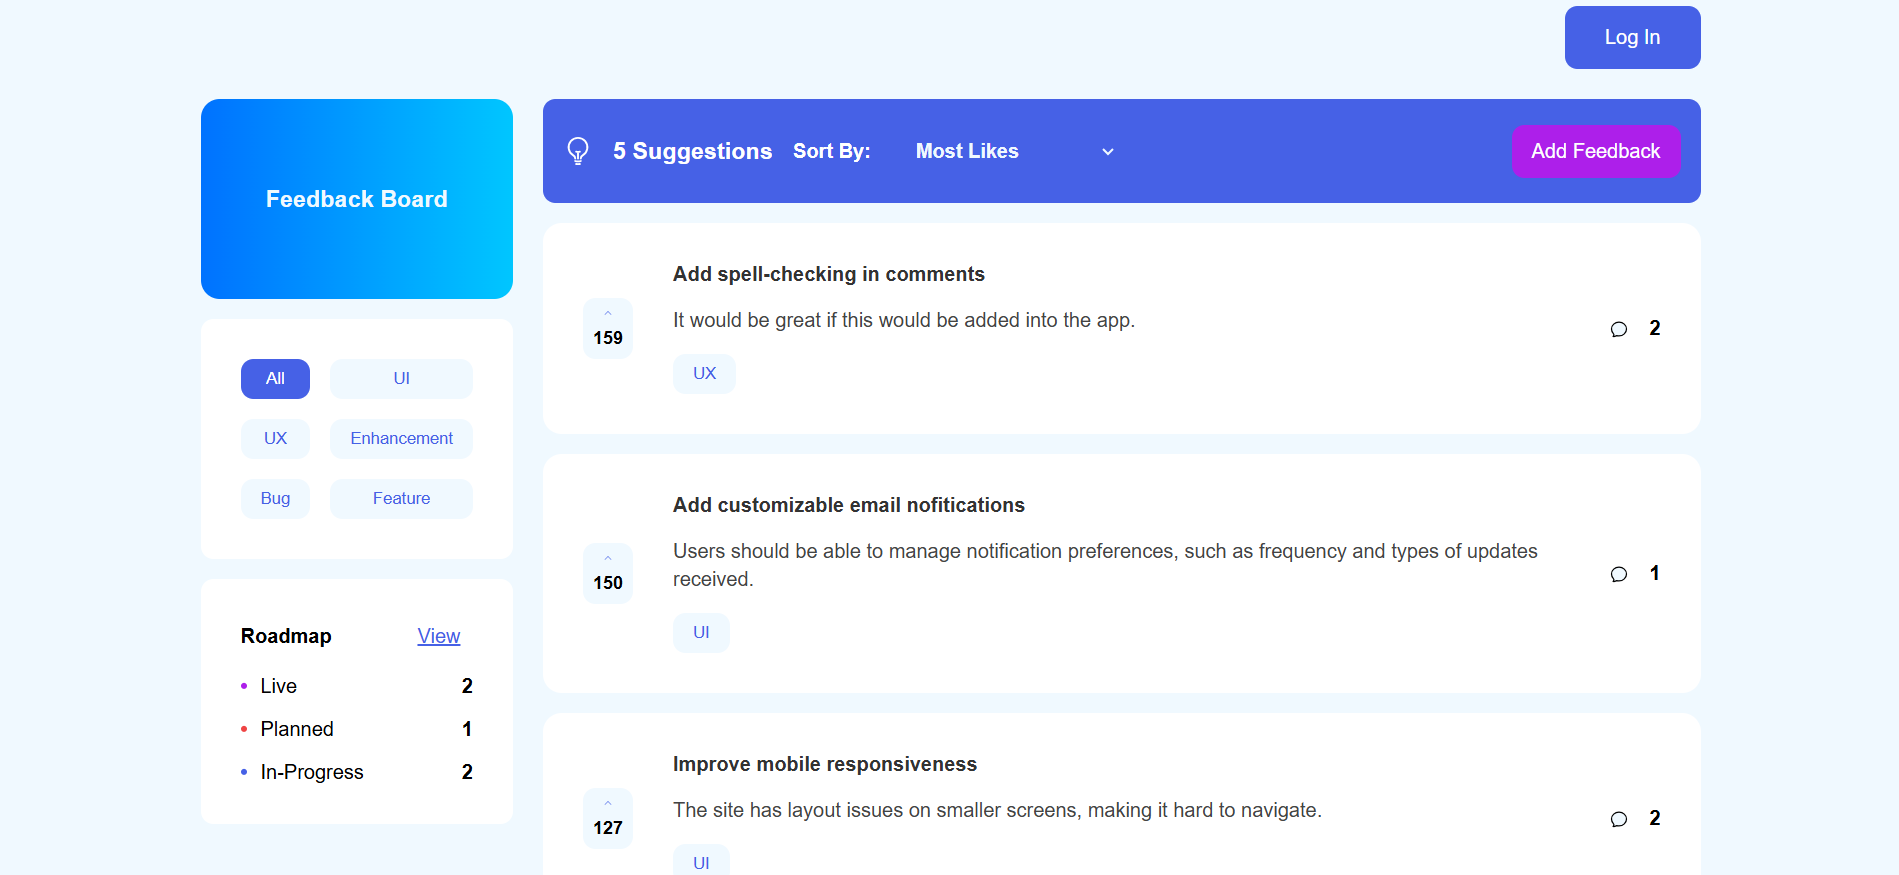 Log In
Feedback Board
5 Suggestions Sort By: Most Likes Add Feedback
All UI
UX Enhancement
Bug Feature
Roadmap View
Live 2
Planned 1
In-Progress 2
Add spell-checking in comments
It would be great if this would be added into the app.
159
UX
2
Add customizable email nofitications
Users should be able to manage notification preferences, such as frequency and types of updates
received.
150
UI
1
Improve mobile responsiveness
The site has layout issues on smaller screens, making it hard to navigate.
127
UI
2